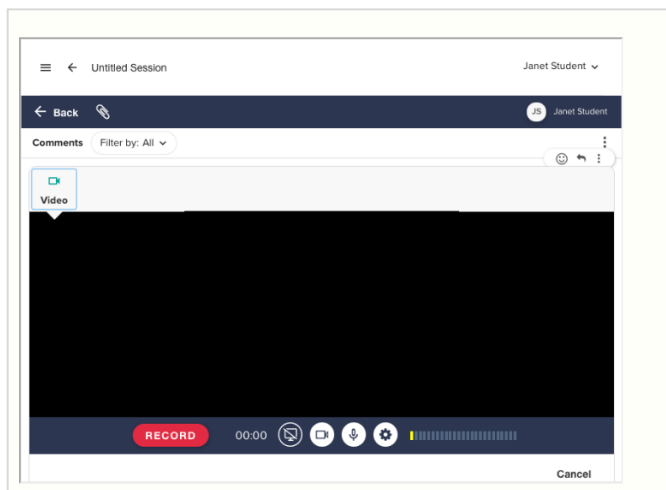 Untitled Session
Janet Student
Back
JS Janet Student
Comments Filter by: All
Video
RECORD 00:00
Cancel